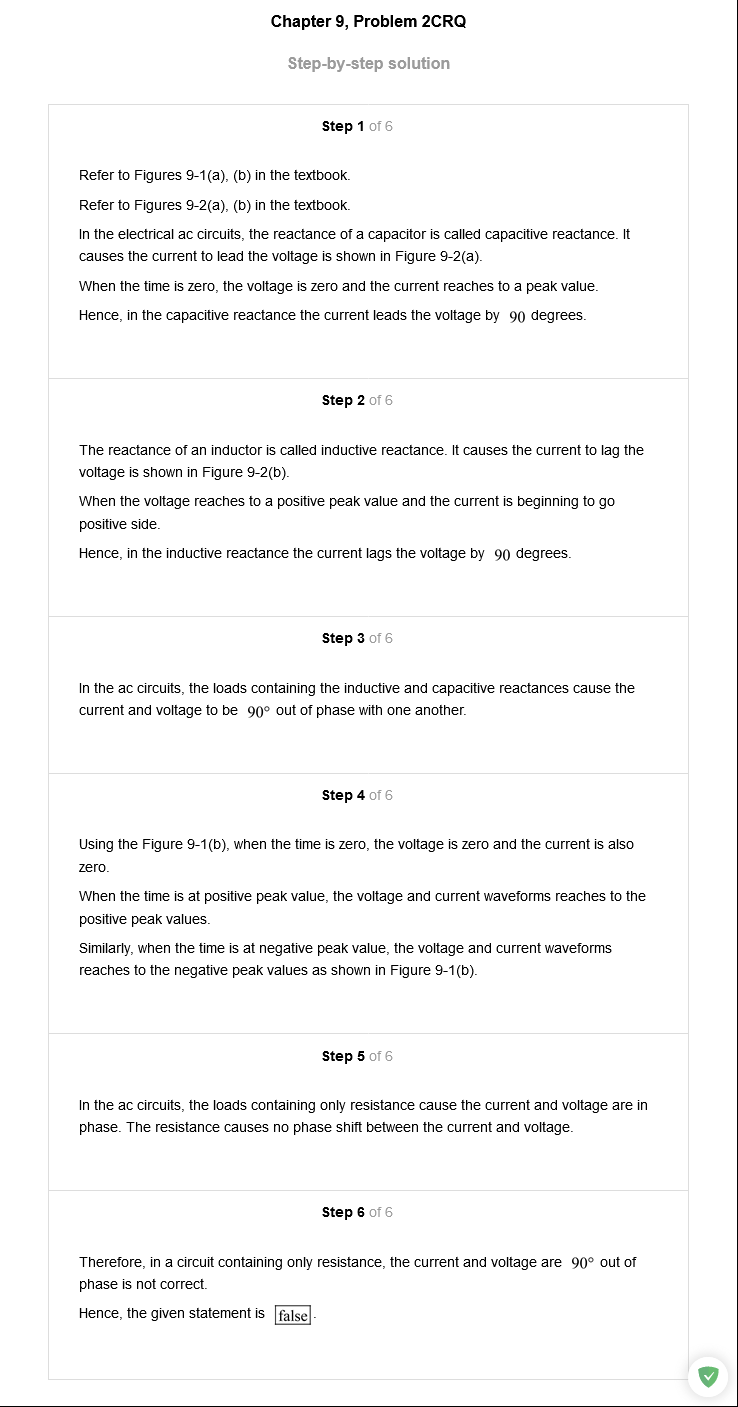 Chapter 9, Problem 2CRQ
Step-by-step solution
Step 1 of 6
Refer to Figures 9-1(a), (b) in the textbook.
Refer to Figures 9-2(a), (b) in the textbook.
In the electrical ac circuits, the reactance of a capacitor is called capacitive reactance. It
causes the current to lead the voltage is shown in Figure 9-2(a).
When the time is zero, the voltage is zero and the current reaches to a peak value.
Hence, in the capacitive reactance the current leads the voltage by 90 degrees.
Step 2 of 6
The reactance of an inductor is called inductive reactance. It causes the current to lag the
voltage is shown in Figure 9-2(b).
When the voltage reaches to a positive peak value and the current is beginning to go
positive side.
Hence, in the inductive reactance the current lags the voltage by 90 degrees.
Step 3 of 6
In the ac circuits, the loads containing the inductive and capacitive reactances cause the
current and voltage to be 90° out of phase with one another.
Step 4 of 6
Using the Figure 9-1(b), when the time is zero, the voltage is zero and the current is also
zero.
When the time is at positive peak value, the voltage and current waveforms reaches to the
positive peak values.
Similarly, when the time is at negative peak value, the voltage and current waveforms
reaches to the negative peak values as shown in Figure 9-1(b).
Step 5 of 6
In the ac circuits, the loads containing only resistance cause the current and voltage are in
phase. The resistance causes no phase shift between the current and voltage.
Step 6 of 6
Therefore, in a circuit containing only resistance, the current and voltage are 90° out of
phase is not correct.
Hence, the given statement is false.